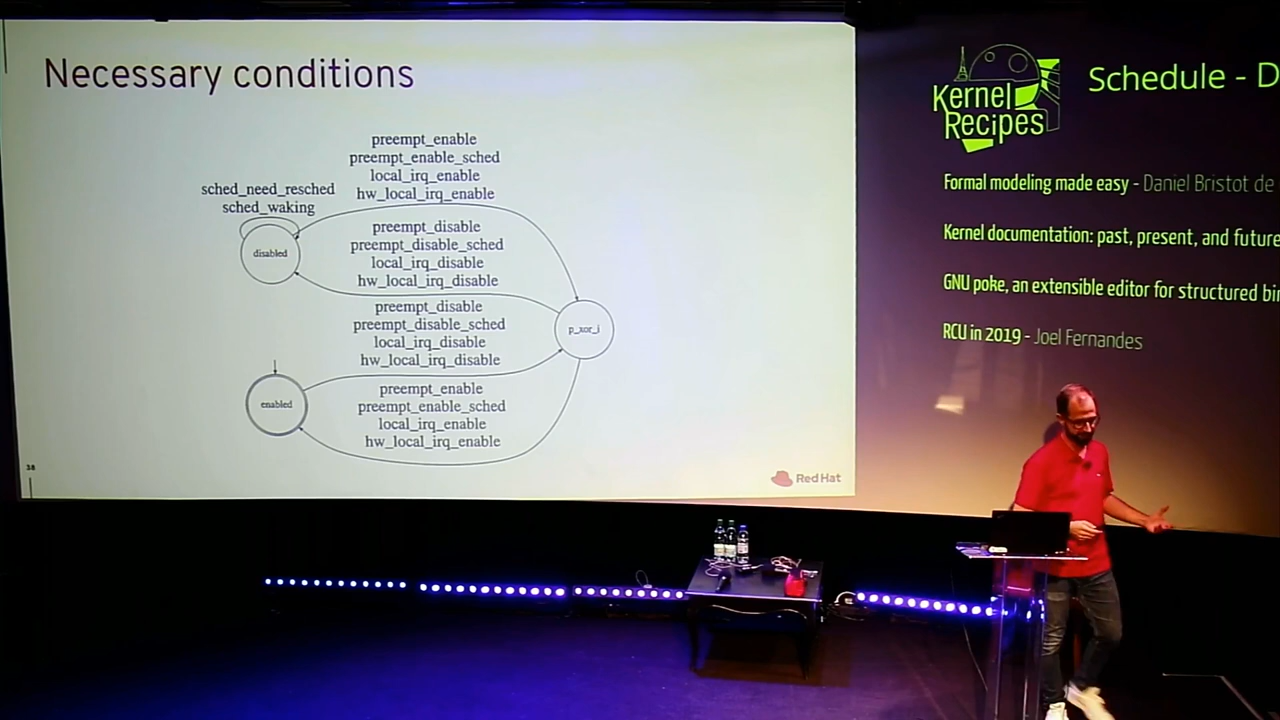 Necessary conditions
preempt_enable
preempt_enable_sched
local_irq_enable
hw_local_irq_enable
sched_need_resched
sched_waking
disabled
preempt_disable
preempt_disable_sched
local_irq_disable
hw_local_irq_disable
preempt_disable
preempt_disable_sched
local_irq_disable
hw_local_irq_disable
p_xor_i
enabled
preempt_enable
preempt_enable_sched
local_irq_enable
hw_local_irq_enable
38
Red Hat
Kernel
Recipes
Schedule - D
Formal modeling made easy - Daniel Bristot de
Kernel documentation: past, present, and future
GNU poke, an extensible editor for structured bi
RCU in 2019 - Joel Fernandes